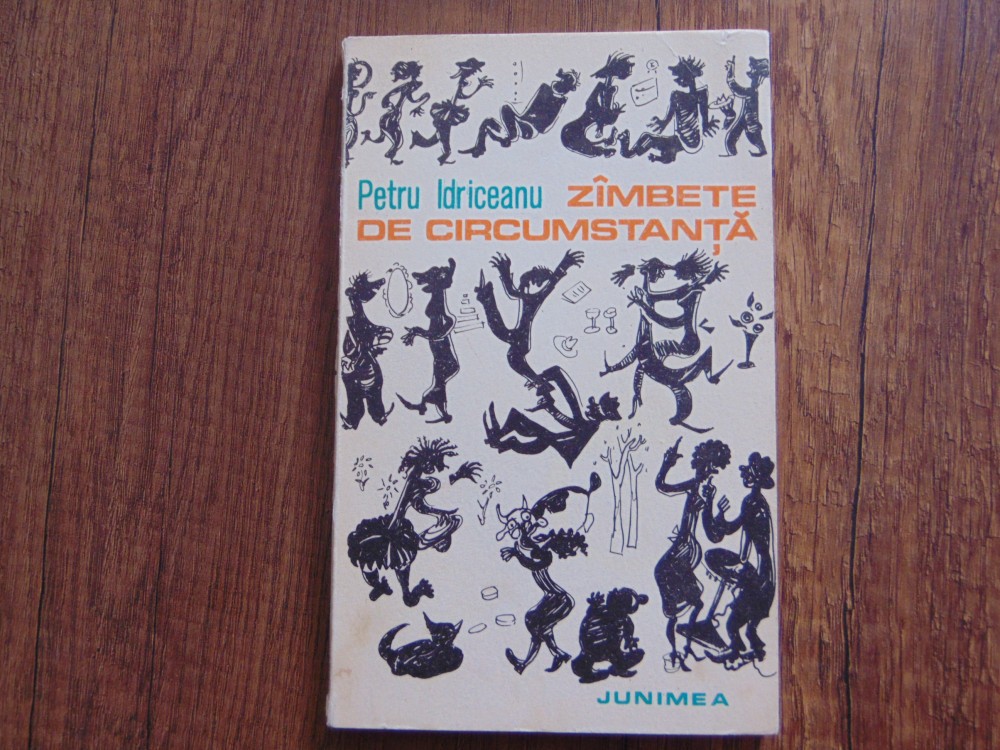 Petru Idriceanu ZÎMBETE
DE CIRCUMSTANȚĂ
JUNIMEA